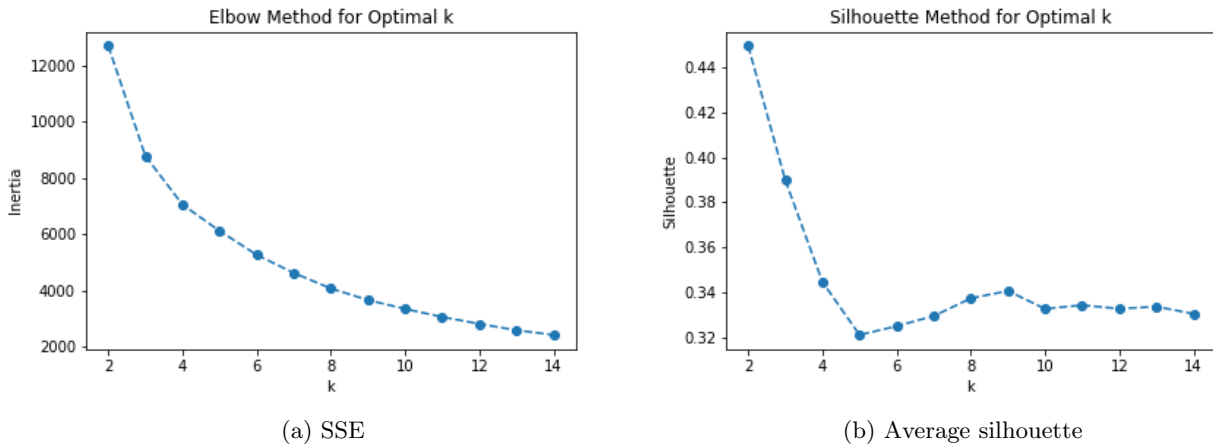 Elbow Method for Optimal k
12000
10000
8000
6000
4000
2000
Inertia
2 4 6 8 10 12 14
k
(a) SSE
Silhouette Method for Optimal k
0.44
0.42
0.40
0.38
0.36
0.34
0.32
Silhouette
2 4 6 8 10 12 14
k
(b) Average silhouette